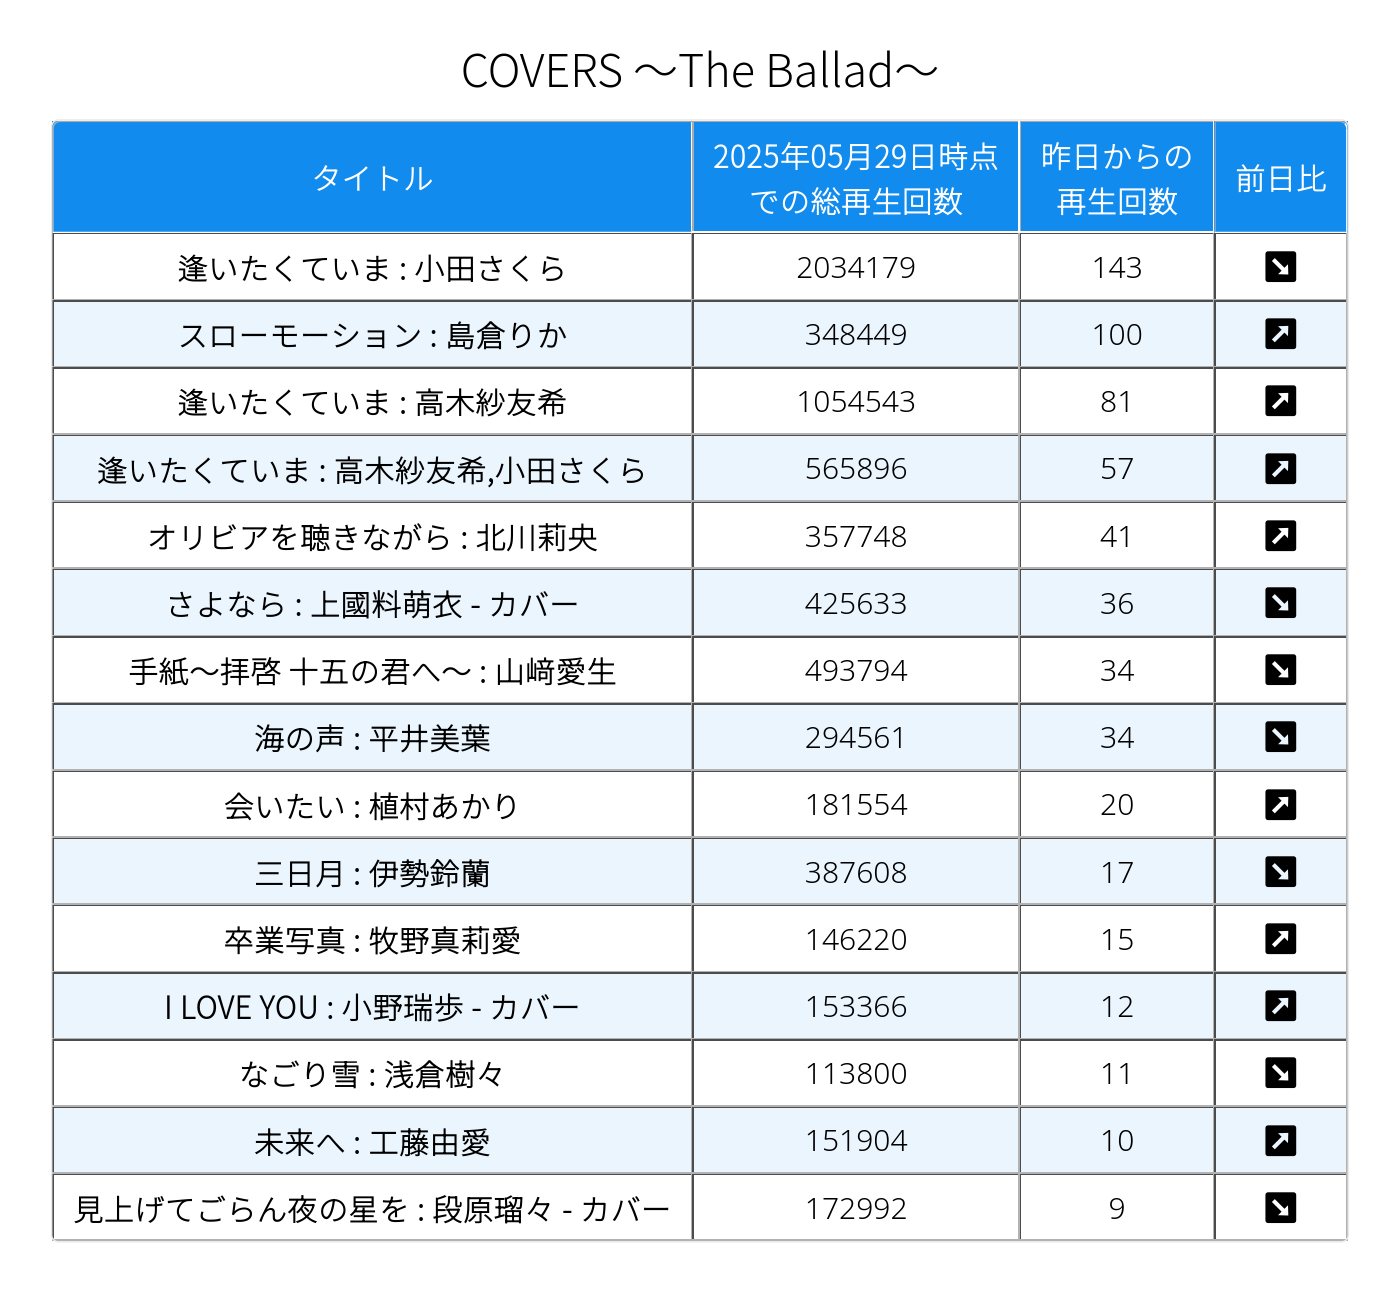 COVERS ～The Ballad～
タイトル
2025年05月29日時点
での総再生回数
昨日からの
再生回数
前日比
逢いたくていま : 小田さくら 2034179 143 ↘
スローモーション : 島倉りか 348449 100 ↗
逢いたくていま : 高木紗友希 1054543 81 ↗
逢いたくていま : 高木紗友希,小田さくら 565896 57 ↗
オリビアを聴きながら : 北川莉央 357748 41 ↗
さよなら : 上國料萌衣 - カバー 425633 36 ↘
手紙～拝啓 十五の君へ～ : 山﨑愛生 493794 34 ↘
海の声 : 平井美葉 294561 34 ↘
会いたい : 植村あかり 181554 20 ↗
三日月 : 伊勢鈴蘭 387608 17 ↘
卒業写真 : 牧野真莉愛 146220 15 ↗
I LOVE YOU : 小野瑞歩 - カバー 153366 12 ↗
なごり雪 : 浅倉樹々 113800 11 ↘
未来へ : 工藤由愛 151904 10 ↗
見上げてごらん夜の星を : 段原瑠々 - カバー 172992 9 ↘